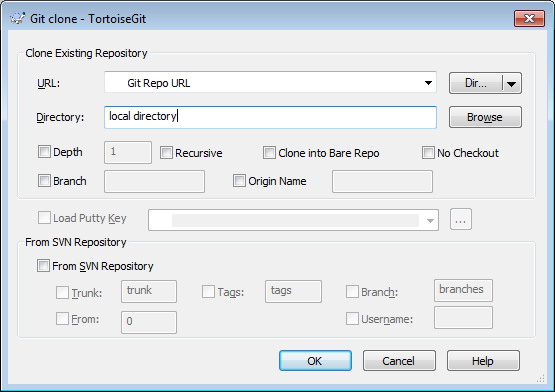 Git clone - TortoiseGit
Clone Existing Repository
URL: Git Repo URL Dir...
Directory: local directory Browse
Depth 1 Recursive Clone into Bare Repo No Checkout
Branch Origin Name
Load Putty Key ...
From SVN Repository
From SVN Repository
Trunk: trunk Tags: tags Branch: branches
From: 0 Username:
OK Cancel Help